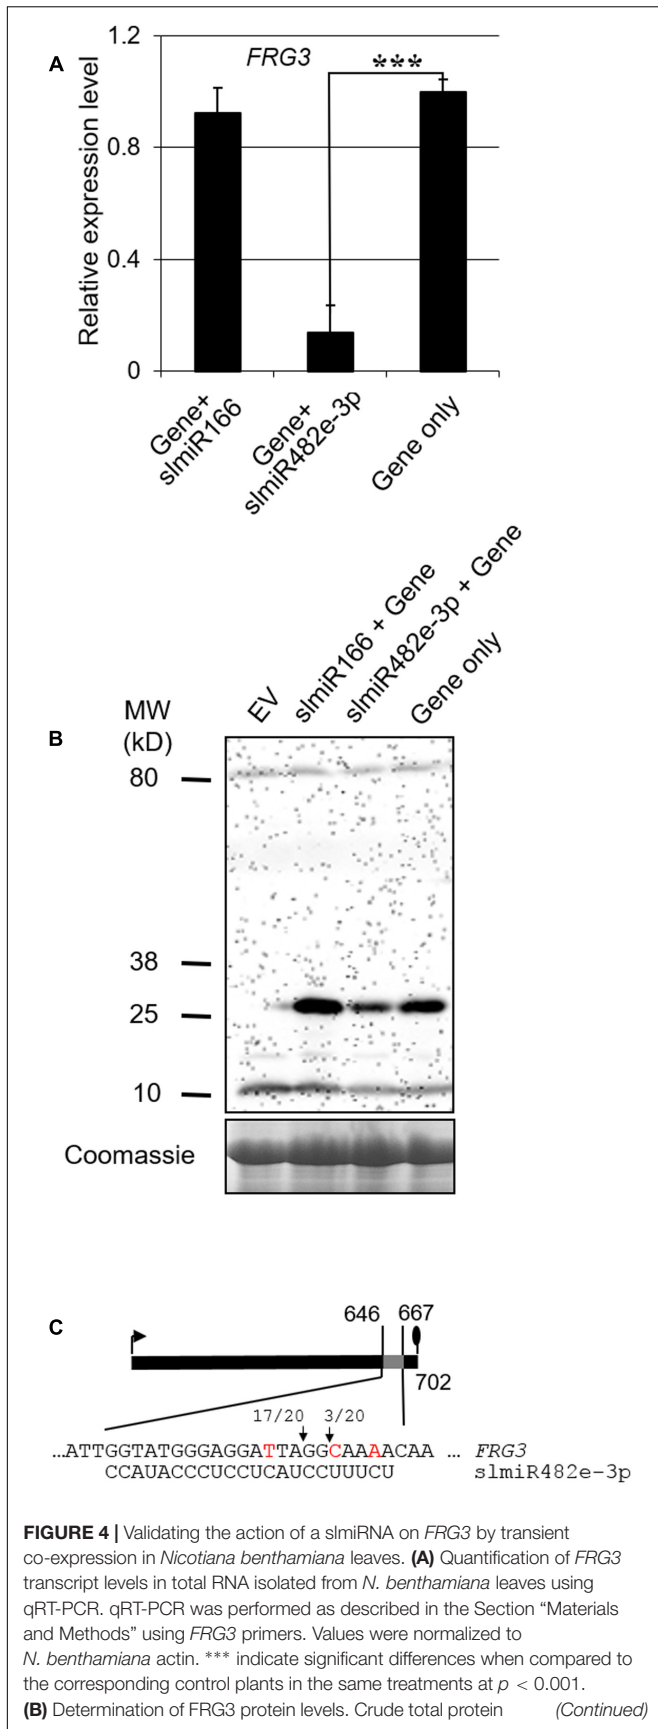 A
FRG3
***
Relative expression level
1.2
0.8
0.4
0
Gene+
slmiR166
Gene+
slmiR482e-3p
Gene only
B
MW
(kD)
EV
slmiR166 + Gene
slmiR482e-3p + Gene
Gene only
80
38
25
10
Coomassie
C
646 667
702
17/20 3/20
...ATTGGTATGGGAGGATTAGGCAAAACAA ... FRG3
CCAUACCCUCCUCAUCCUUUCU slmiR482e-3p
FIGURE 4 | Validating the action of a slmiRNA on FRG3 by transient
co-expression in Nicotiana benthamiana leaves. (A) Quantification of FRG3
transcript levels in total RNA isolated from N. benthamiana leaves using
qRT-PCR. qRT-PCR was performed as described in the Section “Materials
and Methods” using FRG3 primers. Values were normalized to
N. benthamiana actin. *** indicate significant differences when compared to
the corresponding control plants in the same treatments at p < 0.001.
(B) Determination of FRG3 protein levels. Crude total protein (Continued)